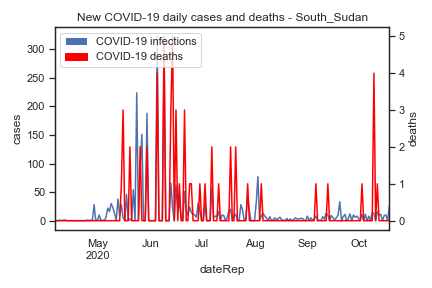 New COVID-19 daily cases and deaths - South_Sudan
COVID-19 infections
COVID-19 deaths
cases
300
250
200
150
100
50
0
deaths
5
4
3
2
1
0
May
2020
Jun
Jul
Aug
Sep
Oct
dateRep